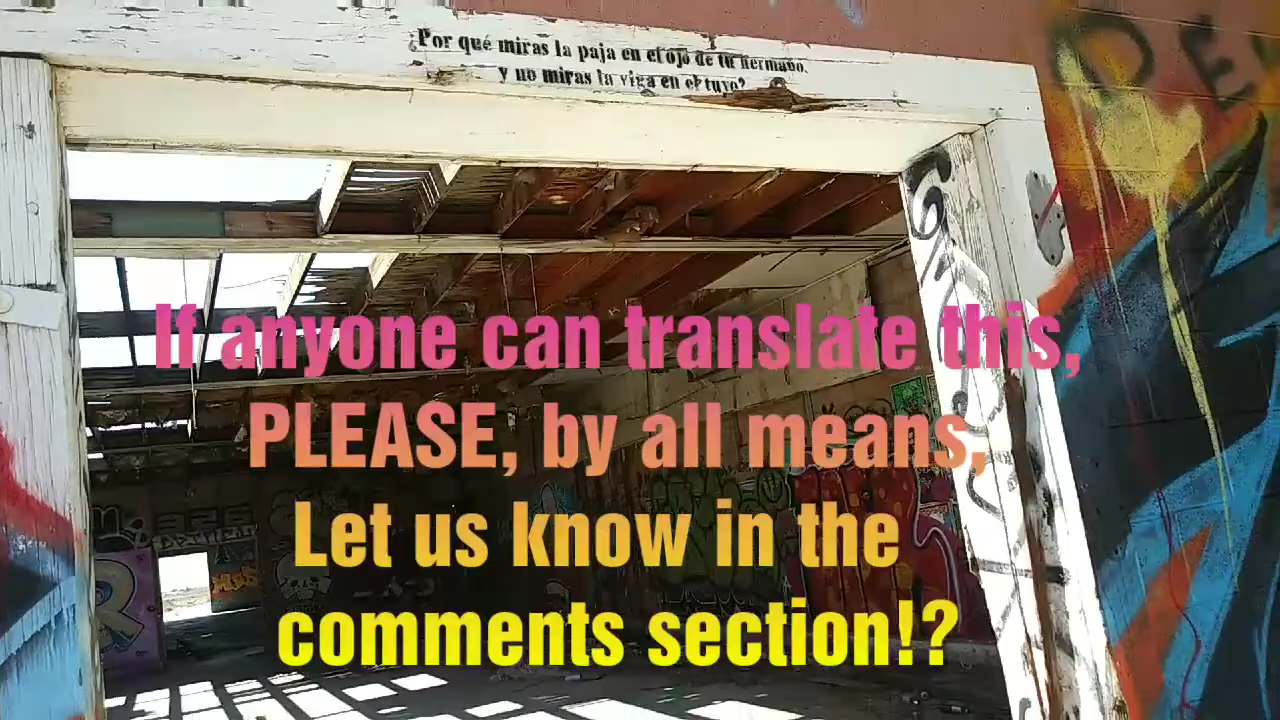 ¿Por qué miras la paja en el ojo de tu hermano,
y no miras la viga en el tuyo?
DE
If anyone can translate this,
PLEASE, by all means,
Let us know in the
comments section!?